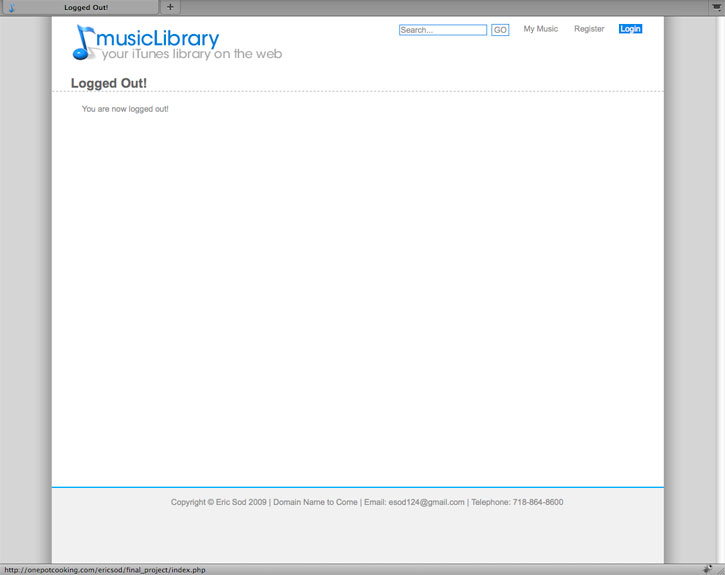 Logged Out!
+
musicLibrary
your iTunes library on the web
Search... GO My Music Register Login
Logged Out!
You are now logged out!
Copyright © Eric Sod 2009 | Domain Name to Come | Email: esod124@gmail.com | Telephone: 718-864-8600
http://onepotcooking.com/ericsod/final_project/index.php